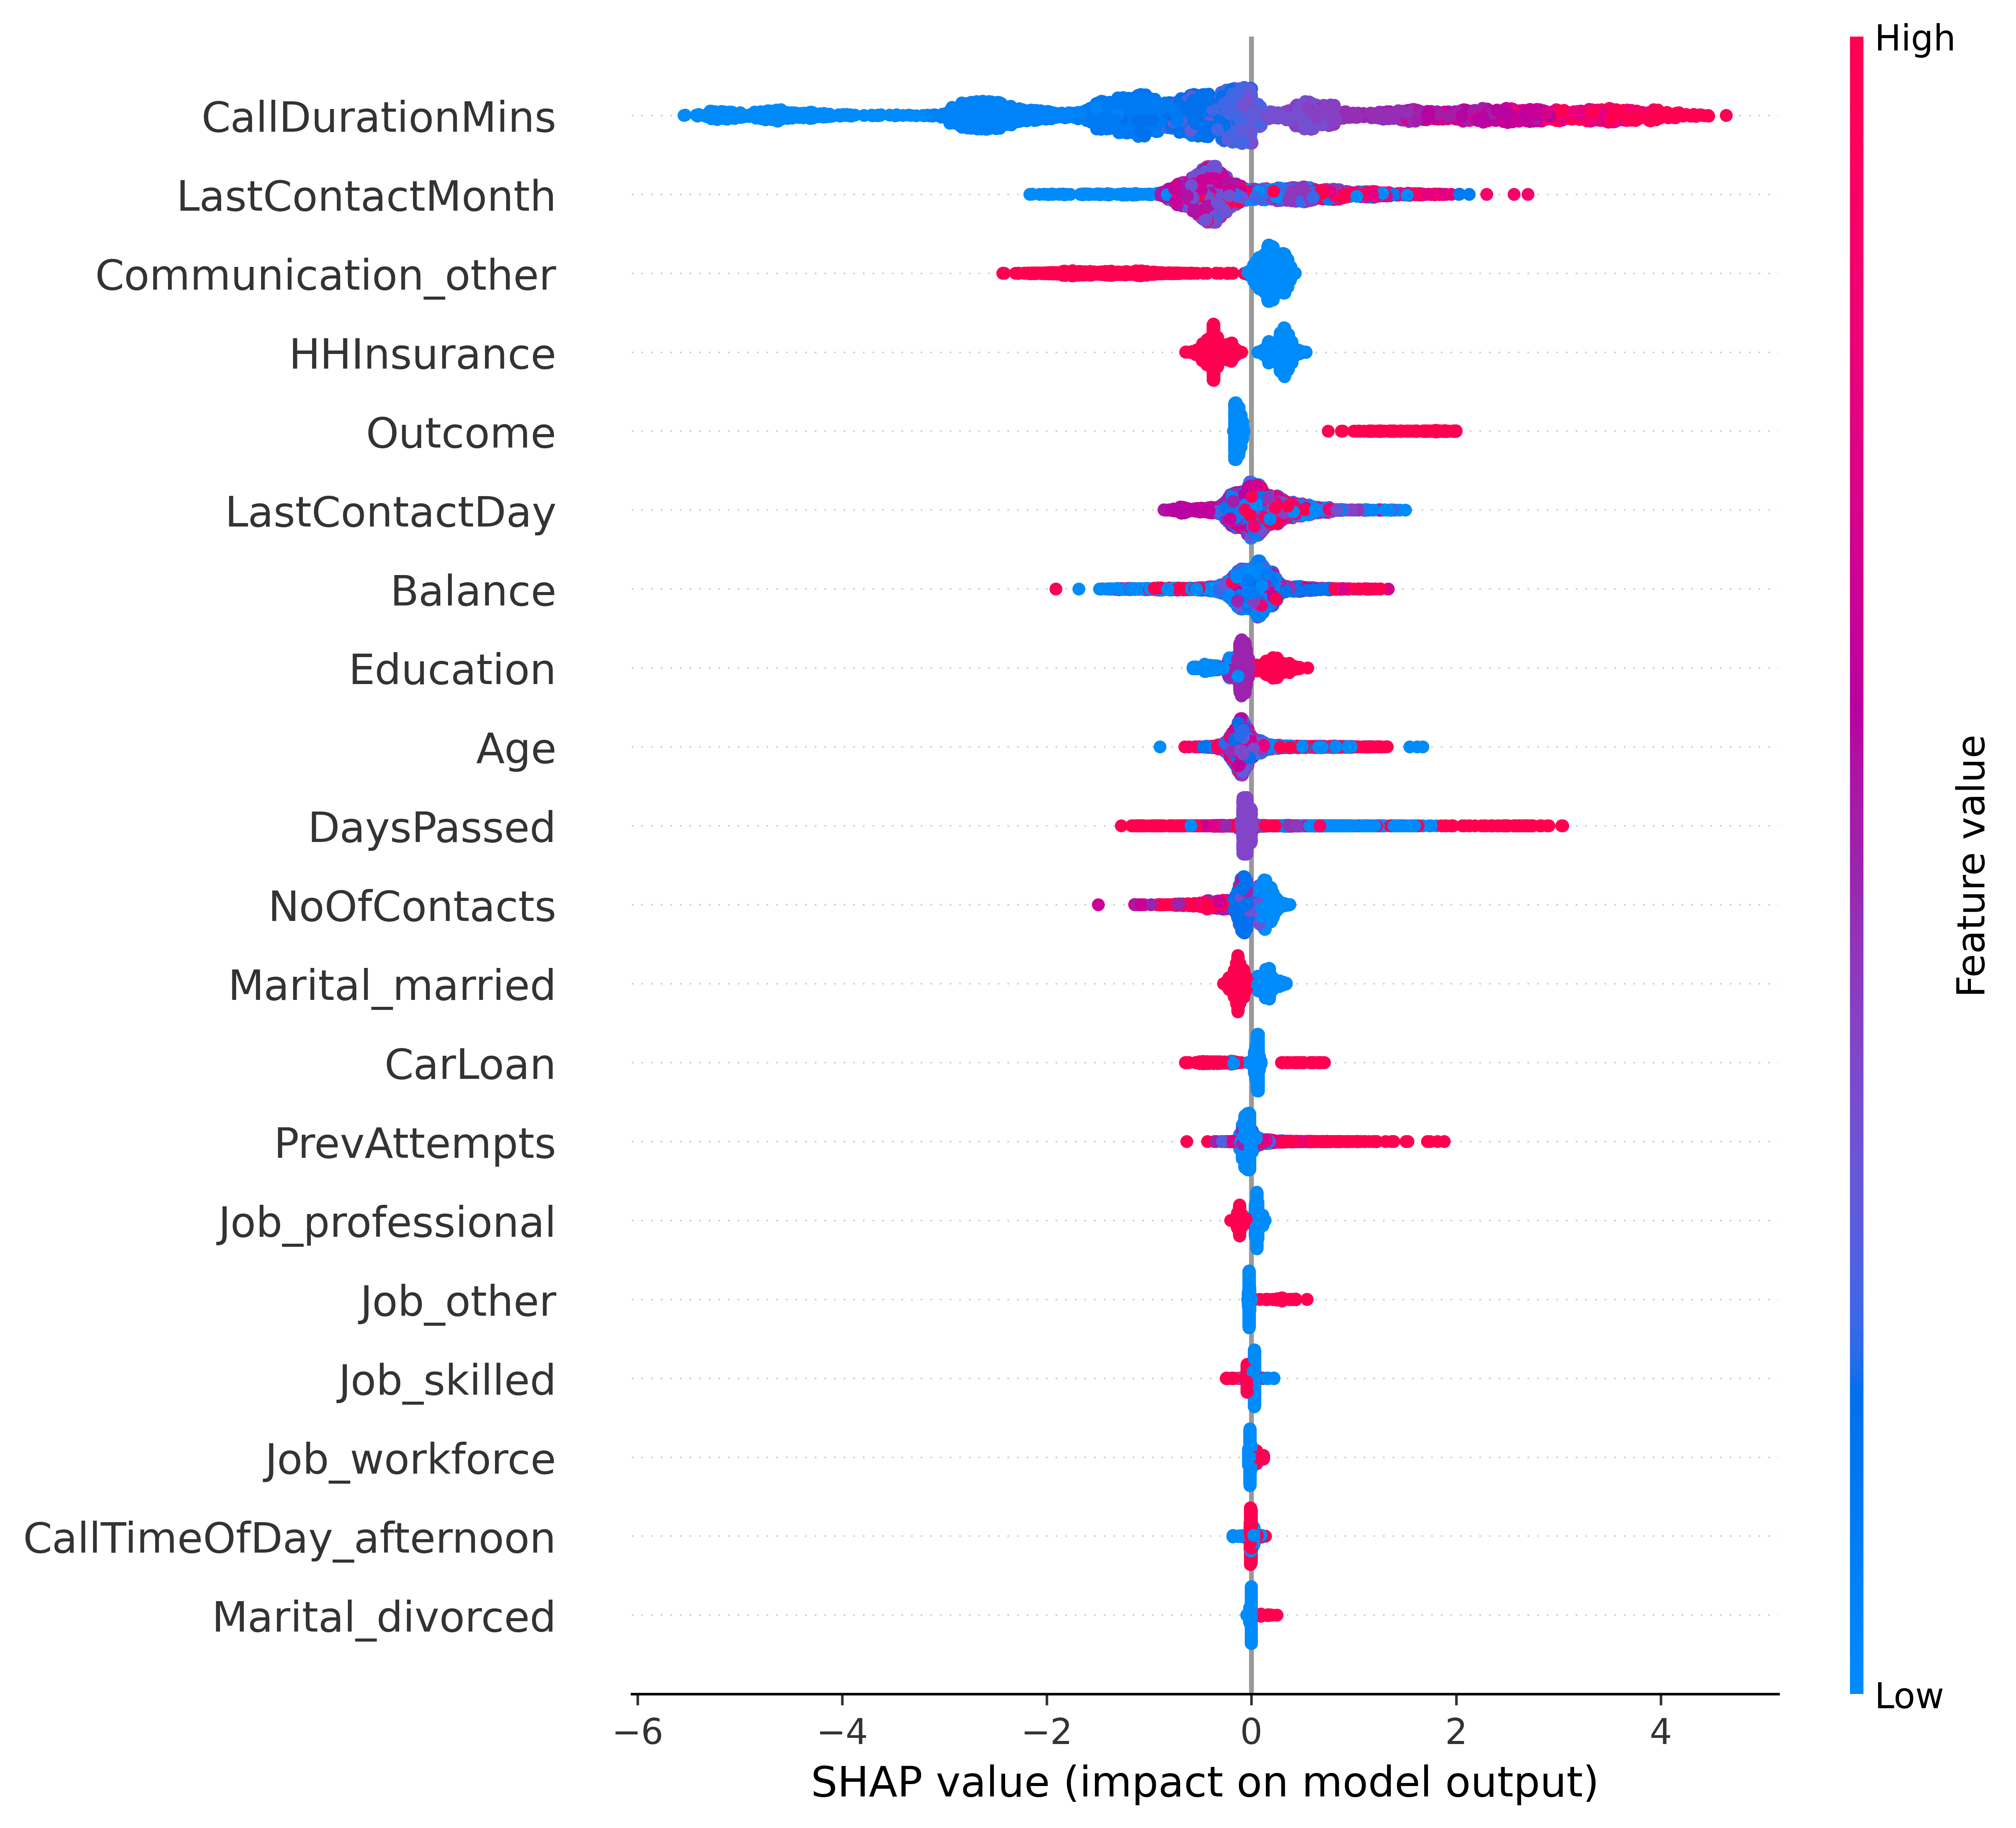 High
CallDurationMins
LastContactMonth
Communication_other
HHInsurance
Outcome
LastContactDay
Balance
Education
Age
DaysPassed
NoOfContacts
Marital_married
CarLoan
PrevAttempts
Job_professional
Job_other
Job_skilled
Job_workforce
CallTimeOfDay_afternoon
Marital_divorced
Feature value
Low
−6 −4 −2 0 2 4
SHAP value (impact on model output)